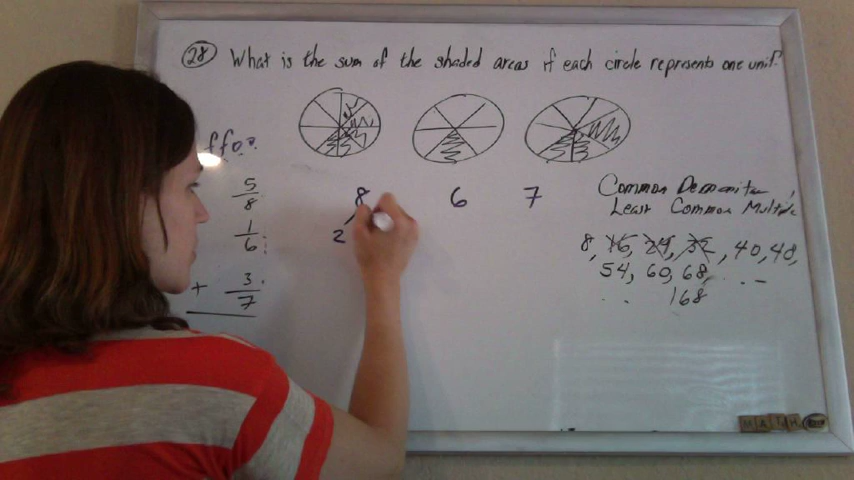 28 What is the sum of the shaded areas if each circle represents one unit?
5/8
1/6
+ 3/7
8 6 7
2
Least Common Multiple
8, 16, 24, 32, 40, 48,
54, 60, 68, . . -
. . 168
MATH